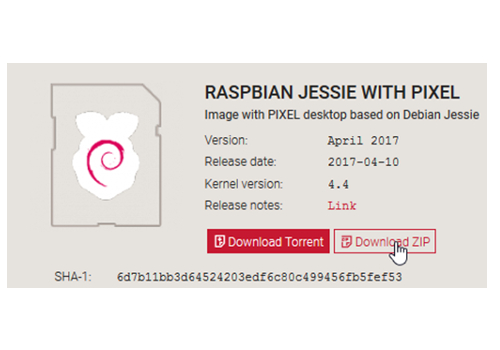 RASPBIAN JESSIE WITH PIXEL
Image with PIXEL desktop based on Debian Jessie
Version: April 2017
Release date: 2017-04-10
Kernel version: 4.4
Release notes: Link
Download Torrent Download ZIP
SHA-1: 6d7b11bb3d64524203edf6c80c499456fb5fef53